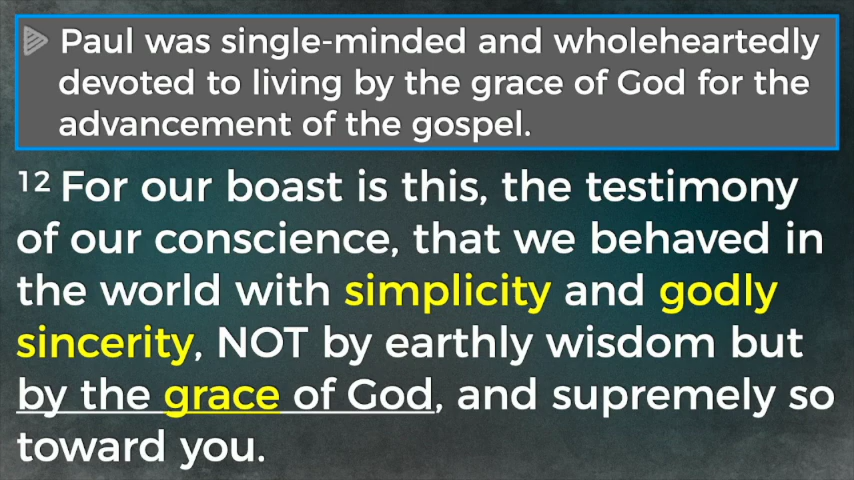 Paul was single-minded and wholeheartedly
devoted to living by the grace of God for the
advancement of the gospel.
12 For our boast is this, the testimony
of our conscience, that we behaved in
the world with simplicity and godly
sincerity, NOT by earthly wisdom but
by the grace of God, and supremely so
toward you.